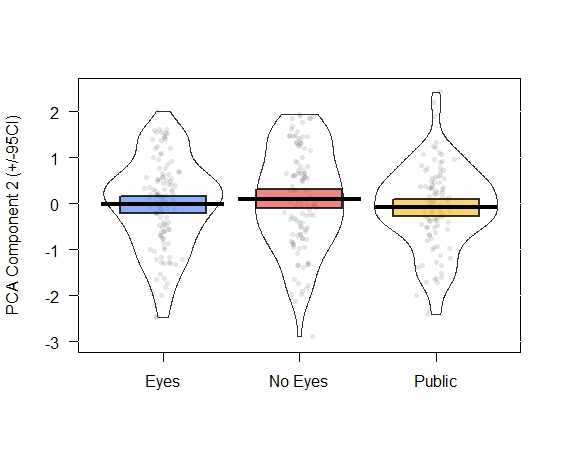 PCA Component 2 (+/-95CI)
2
1
0
-1
-2
-3
Eyes
No Eyes
Public